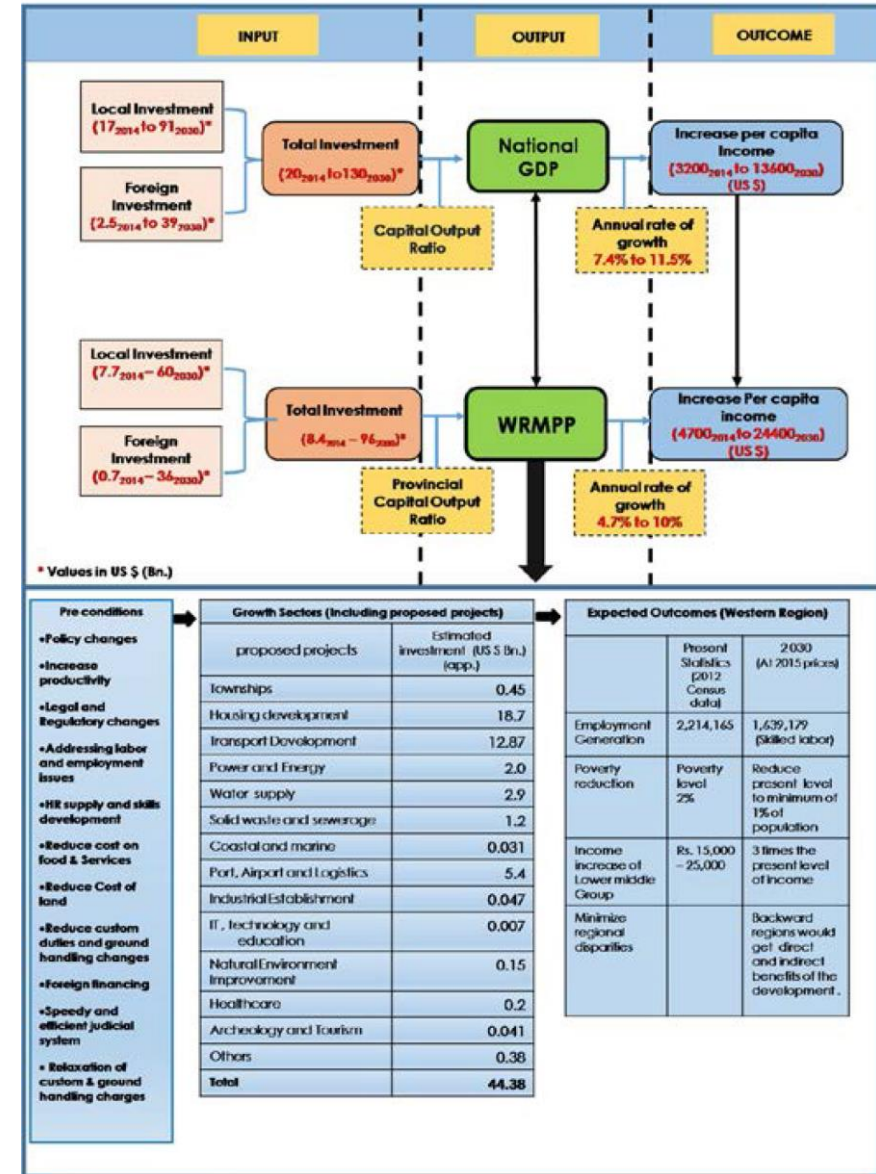 INPUT
OUTPUT
OUTCOME
Local Investment
(17₂₀₁₄ to 91₂₀₃₀)*
Foreign
Investment
(2.5₂₀₁₄ to 39₂₀₃₀)*
Total Investment
(20₂₀₁₄ to130₂₀₃₀)*
Capital Output
Ratio
National
GDP
Annual rate of
growth
7.4% to 11.5%
Increase per capita
Income
(3200₂₀₁₄ to 13600₂₀₃₀)
(US $)
Local Investment
(7.7₂₀₁₄– 60₂₀₃₀)*
Foreign
Investment
(0.7₂₀₁₄– 36₂₀₃₀)*
Total Investment
(8.4₂₀₁₄ – 96₂₀₃₀)*
Provincial
Capital Output
Ratio
WRMPP
Annual rate of
growth
4.7% to 10%
Increase Per capita
income
(4700₂₀₁₄ to 24400₂₀₃₀)
(US $)
* Values in US $ (Bn.)
Pre conditions
•Policy changes
•Increase
productivity
•Legal and
Regulatory changes
•Addressing labor
and employment
issues
•HR supply and skills
development
•Reduce cost on
food & Services
•Reduce Cost of
land
•Reduce custom
duties and ground
handling changes
•Foreign financing
•Speedy and
efficient judicial
system
• Relaxation of
custom & ground
handling charges
Growth Sectors (Including proposed projects)
proposed projects
Estimated
investment (US $ Bn.)
(app.)
Townships 0.45
Housing development 18.7
Transport Development 12.87
Power and Energy 2.0
Water supply 2.9
Solid waste and sewerage 1.2
Coastal and marine 0.031
Port, Airport and Logistics 5.4
Industrial Establishment 0.047
IT, technology and
education 0.007
Natural Environment
Improvement 0.15
Healthcare 0.2
Archeology and Tourism 0.041
Others 0.38
Total 44.38
Expected Outcomes (Western Region)
Present
Statistics
(2012
Census
data)
2030
(At 2015 prices)
Employment
Generation
2,214,165
1,639,179
(Skilled labor)
Poverty
reduction
Poverty
level
2%
Reduce
present level
to minimum of
1% of
population
Income
increase of
Lower middle
Group
Rs. 15,000
– 25,000
3 times the
present level
of income
Minimize
regional
disparities
Backward
regions would
get direct
and indirect
benefits of the
development.